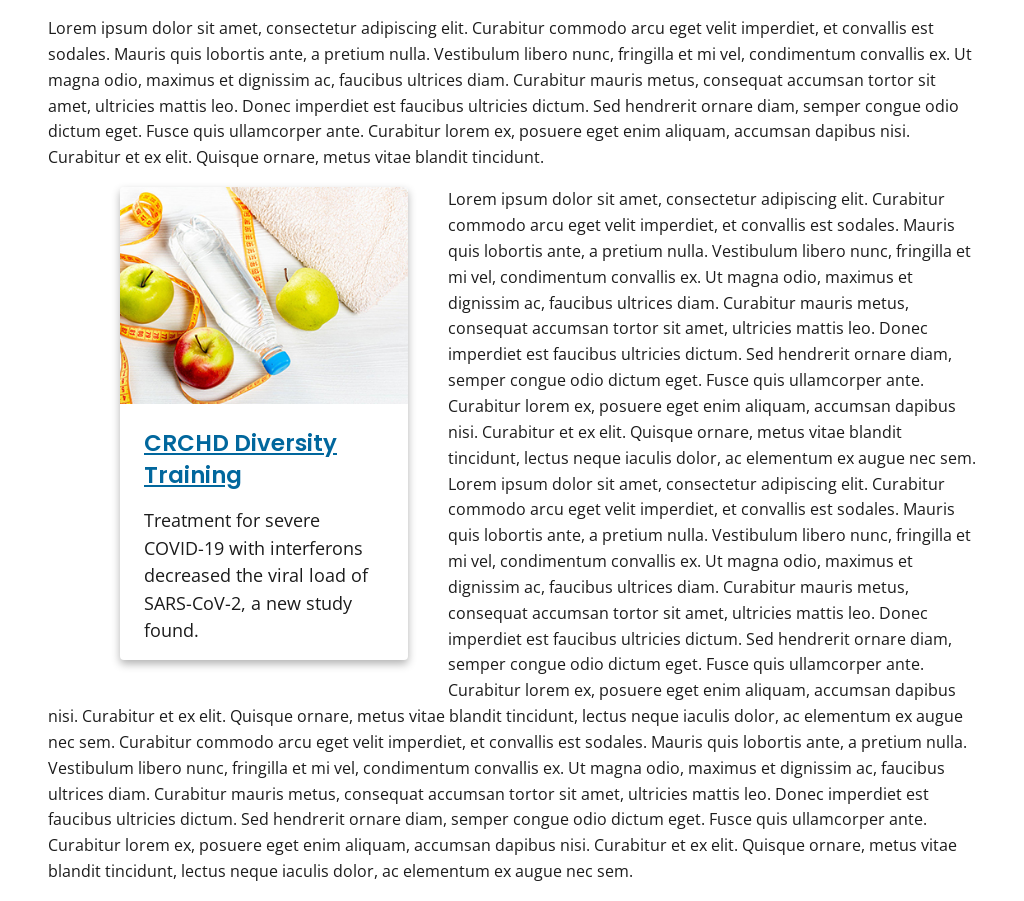 Lorem ipsum dolor sit amet, consectetur adipiscing elit. Curabitur commodo arcu eget velit imperdiet, et convallis est
sodales. Mauris quis lobortis ante, a pretium nulla. Vestibulum libero nunc, fringilla et mi vel, condimentum convallis ex. Ut
magna odio, maximus et dignissim ac, faucibus ultrices diam. Curabitur mauris metus, consequat accumsan tortor sit
amet, ultricies mattis leo. Donec imperdiet est faucibus ultricies dictum. Sed hendrerit ornare diam, semper congue odio
dictum eget. Fusce quis ullamcorper ante. Curabitur lorem ex, posuere eget enim aliquam, accumsan dapibus nisi.
Curabitur et ex elit. Quisque ornare, metus vitae blandit tincidunt.
CRCHD Diversity
Training
Treatment for severe
COVID-19 with interferons
decreased the viral load of
SARS-CoV-2, a new study
found.
Lorem ipsum dolor sit amet, consectetur adipiscing elit. Curabitur
commodo arcu eget velit imperdiet, et convallis est sodales. Mauris
quis lobortis ante, a pretium nulla. Vestibulum libero nunc, fringilla et
mi vel, condimentum convallis ex. Ut magna odio, maximus et
dignissim ac, faucibus ultrices diam. Curabitur mauris metus,
consequat accumsan tortor sit amet, ultricies mattis leo. Donec
imperdiet est faucibus ultricies dictum. Sed hendrerit ornare diam,
semper congue odio dictum eget. Fusce quis ullamcorper ante.
Curabitur lorem ex, posuere eget enim aliquam, accumsan dapibus
nisi. Curabitur et ex elit. Quisque ornare, metus vitae blandit
tincidunt, lectus neque iaculis dolor, ac elementum ex augue nec sem.
Lorem ipsum dolor sit amet, consectetur adipiscing elit. Curabitur
commodo arcu eget velit imperdiet, et convallis est sodales. Mauris
quis lobortis ante, a pretium nulla. Vestibulum libero nunc, fringilla et
mi vel, condimentum convallis ex. Ut magna odio, maximus et
dignissim ac, faucibus ultrices diam. Curabitur mauris metus,
consequat accumsan tortor sit amet, ultricies mattis leo. Donec
imperdiet est faucibus ultricies dictum. Sed hendrerit ornare diam,
semper congue odio dictum eget. Fusce quis ullamcorper ante.
Curabitur lorem ex, posuere eget enim aliquam, accumsan dapibus
nisi. Curabitur et ex elit. Quisque ornare, metus vitae blandit tincidunt, lectus neque iaculis dolor, ac elementum ex augue
nec sem. Curabitur commodo arcu eget velit imperdiet, et convallis est sodales. Mauris quis lobortis ante, a pretium nulla.
Vestibulum libero nunc, fringilla et mi vel, condimentum convallis ex. Ut magna odio, maximus et dignissim ac, faucibus
ultrices diam. Curabitur mauris metus, consequat accumsan tortor sit amet, ultricies mattis leo. Donec imperdiet est
faucibus ultricies dictum. Sed hendrerit ornare diam, semper congue odio dictum eget. Fusce quis ullamcorper ante.
Curabitur lorem ex, posuere eget enim aliquam, accumsan dapibus nisi. Curabitur et ex elit. Quisque ornare, metus vitae
blandit tincidunt, lectus neque iaculis dolor, ac elementum ex augue nec sem.